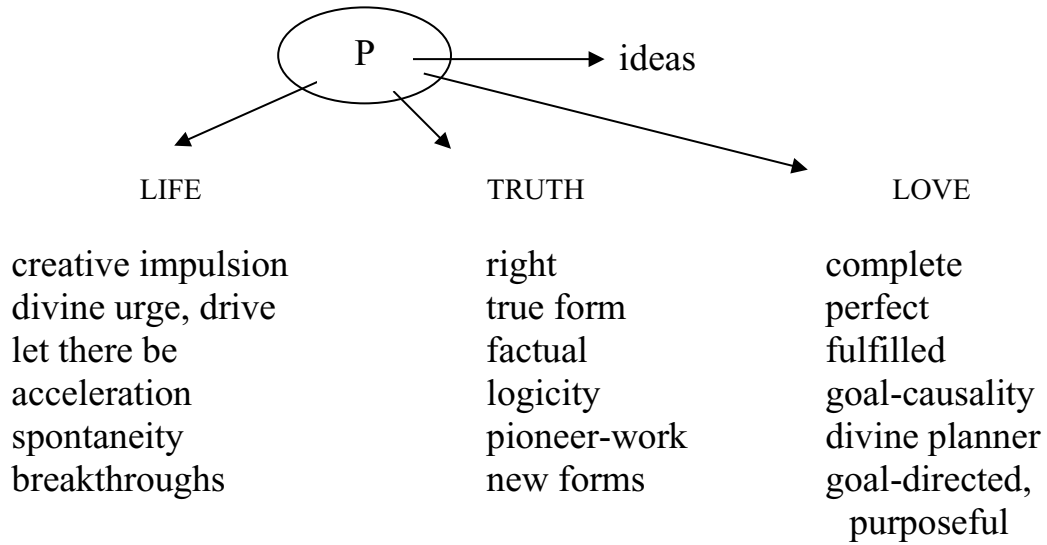 P
ideas
LIFE
TRUTH
LOVE
creative impulsion
divine urge, drive
let there be
acceleration
spontaneity
breakthroughs
right
true form
factual
logicity
pioneer-work
new forms
complete
perfect
fulfilled
goal-causality
divine planner
goal-directed,
purposeful